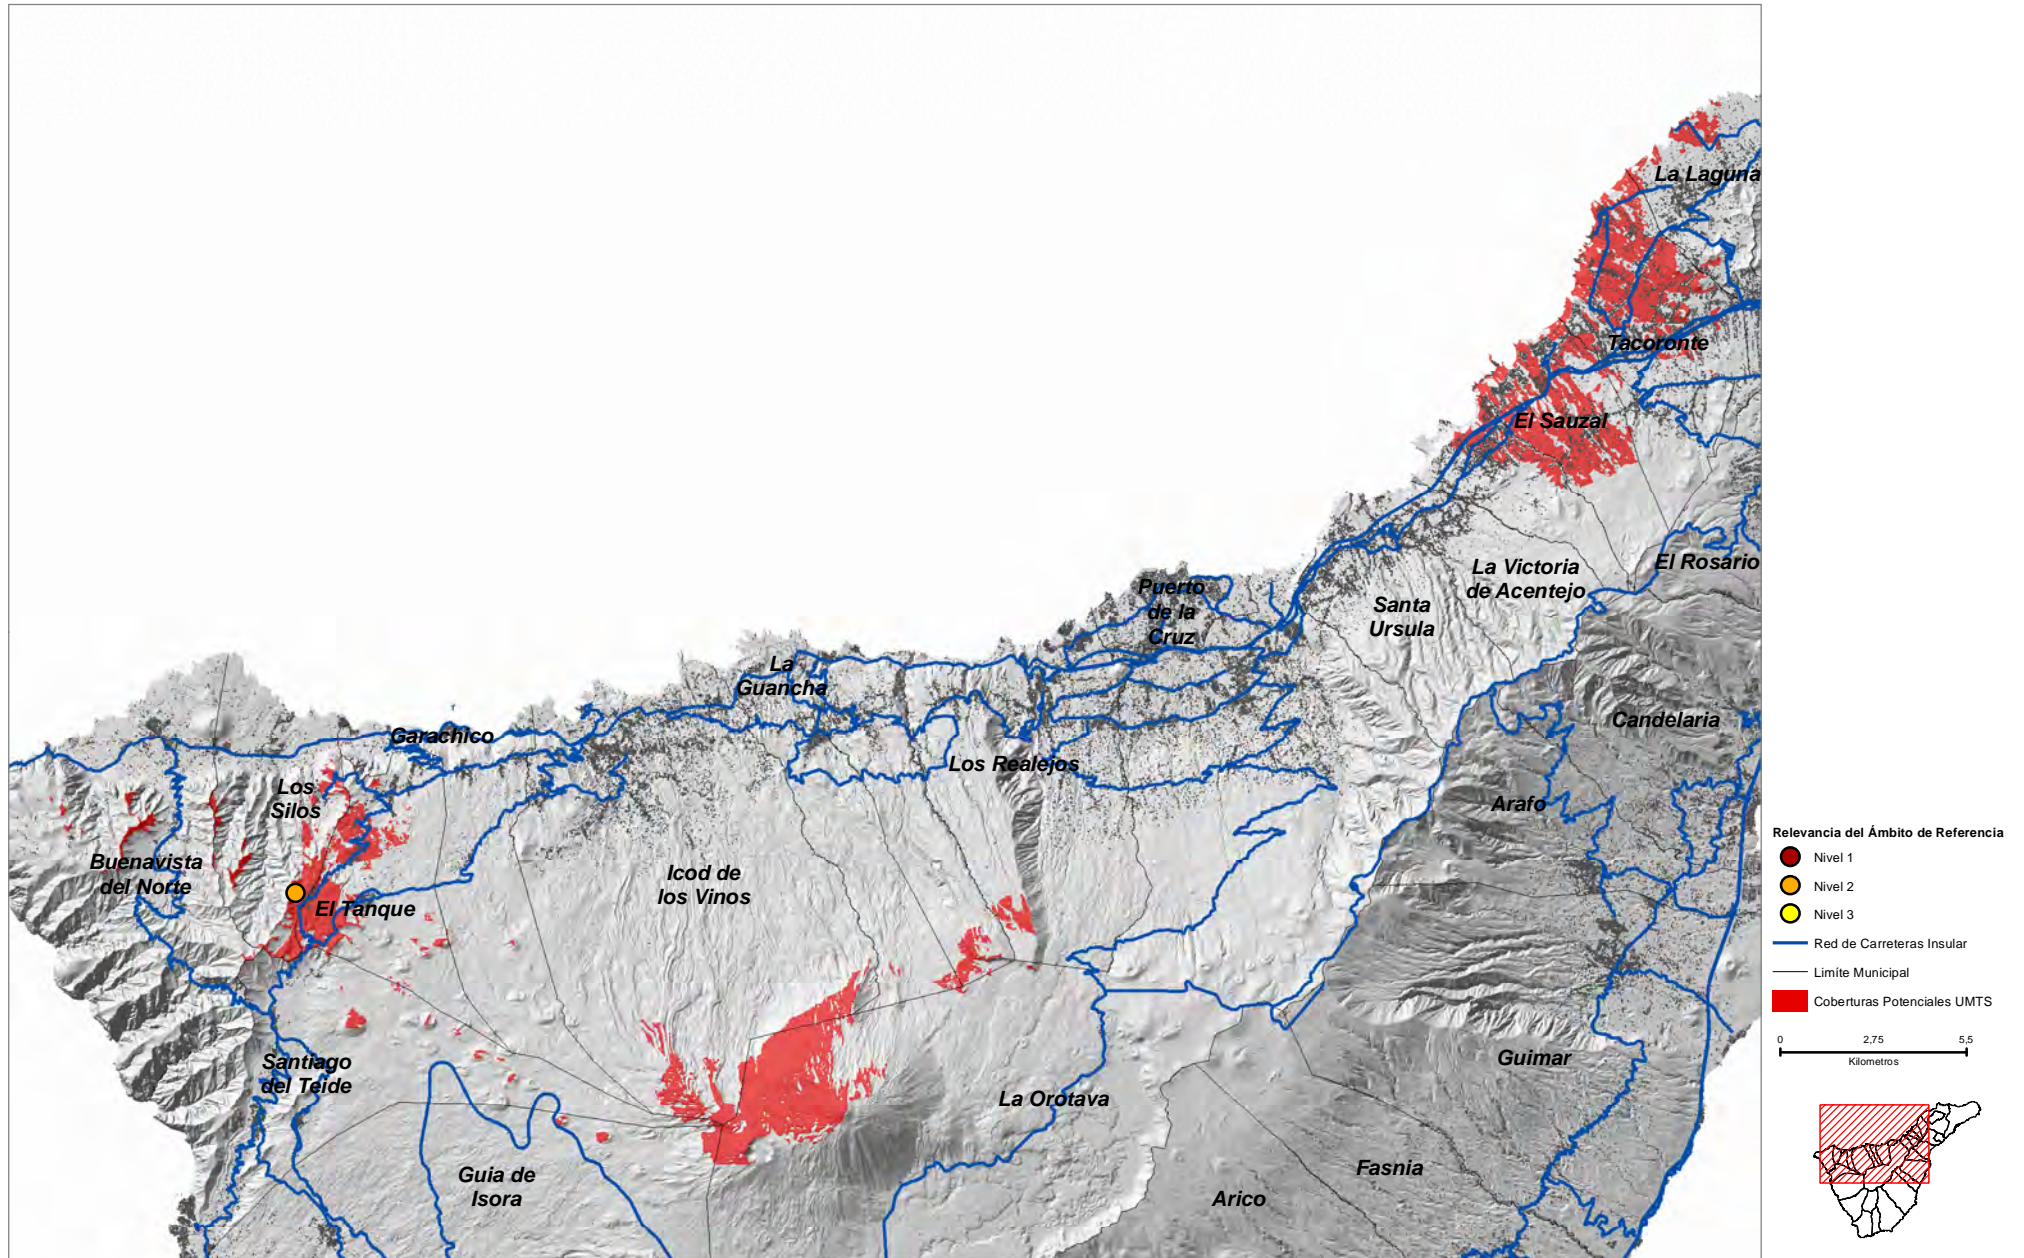 La Laguna
Tacoronte
El Sauzal
El Rosario
La Victoria
de Acentejo
Santa
Ursula
Puerto
de la
Cruz
La
Guancha
Candelaria
Garachico
Los Realejos
Los
Silos
Arafo
Buenavista
del Norte
Icod de
los Vinos
El Tanque
Santiago
del Teide
Guimar
La Orotava
Guia de
Isora
Fasnia
Arico
Relevancia del Ámbito de Referencia
Nivel 1
Nivel 2
Nivel 3
Red de Carreteras Insular
Limíte Municipal
Coberturas Potenciales UMTS
0 2,75 5,5
Kilometros